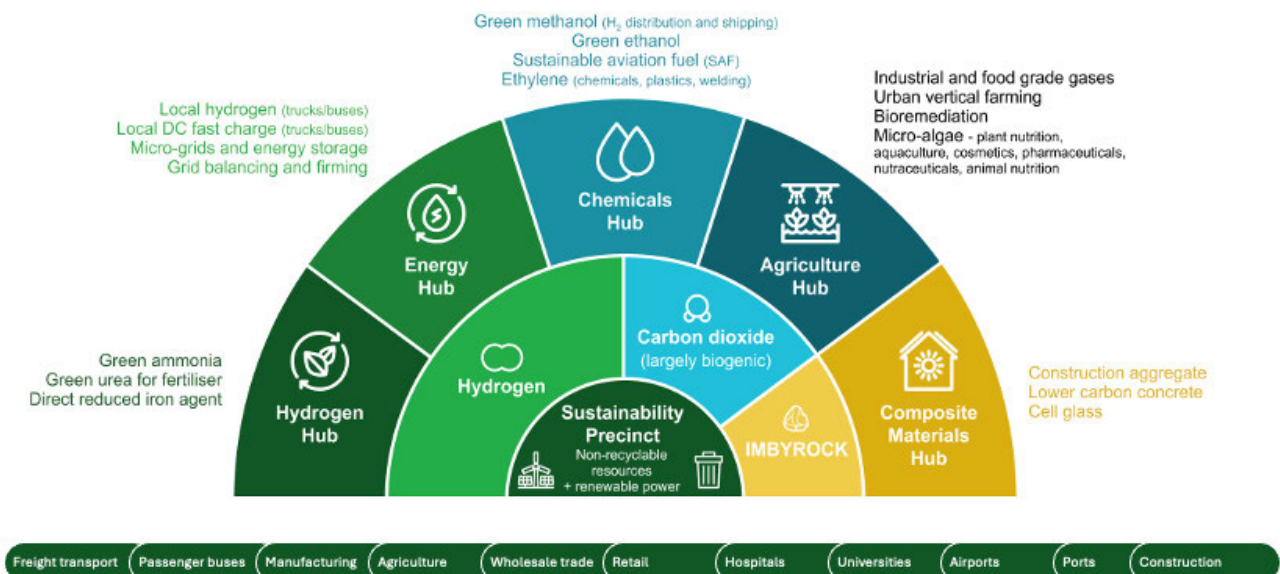 Green methanol (H₂ distribution and shipping)
Green ethanol
Sustainable aviation fuel (SAF)
Ethylene (chemicals, plastics, welding)
Local hydrogen (trucks/buses)
Local DC fast charge (trucks/buses)
Micro-grids and energy storage
Grid balancing and firming
Industrial and food grade gases
Urban vertical farming
Bioremediation
Micro-algae - plant nutrition,
aquaculture, cosmetics, pharmaceuticals,
nutraceuticals, animal nutrition
Chemicals
Hub
Energy
Hub
Agriculture
Hub
Green ammonia
Green urea for fertiliser
Direct reduced iron agent
Hydrogen
Hub
Hydrogen
Carbon dioxide
(largely biogenic)
Sustainability
Precinct
Non-recyclable
resources
+ renewable power
IMBYROCK
Composite
Materials
Hub
Construction aggregate
Lower carbon concrete
Cell glass
Freight transport
Passenger buses
Manufacturing
Agriculture
Wholesale trade
Retail
Hospitals
Universities
Airports
Ports
Construction